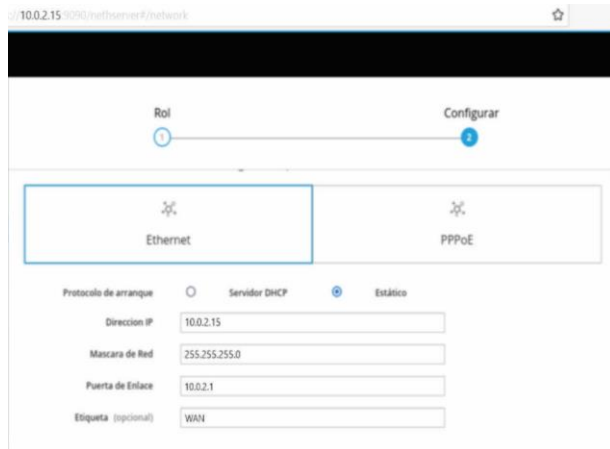 ://10.0.2.15:9090/nethserver#/network
Rol Configurar
1 2
Ethernet PPPoE
Protocolo de arranque Servidor DHCP Estático
Direccion IP 10.0.2.15
Mascara de Red 255.255.255.0
Puerta de Enlace 10.0.2.1
Etiqueta (opcional) WAN